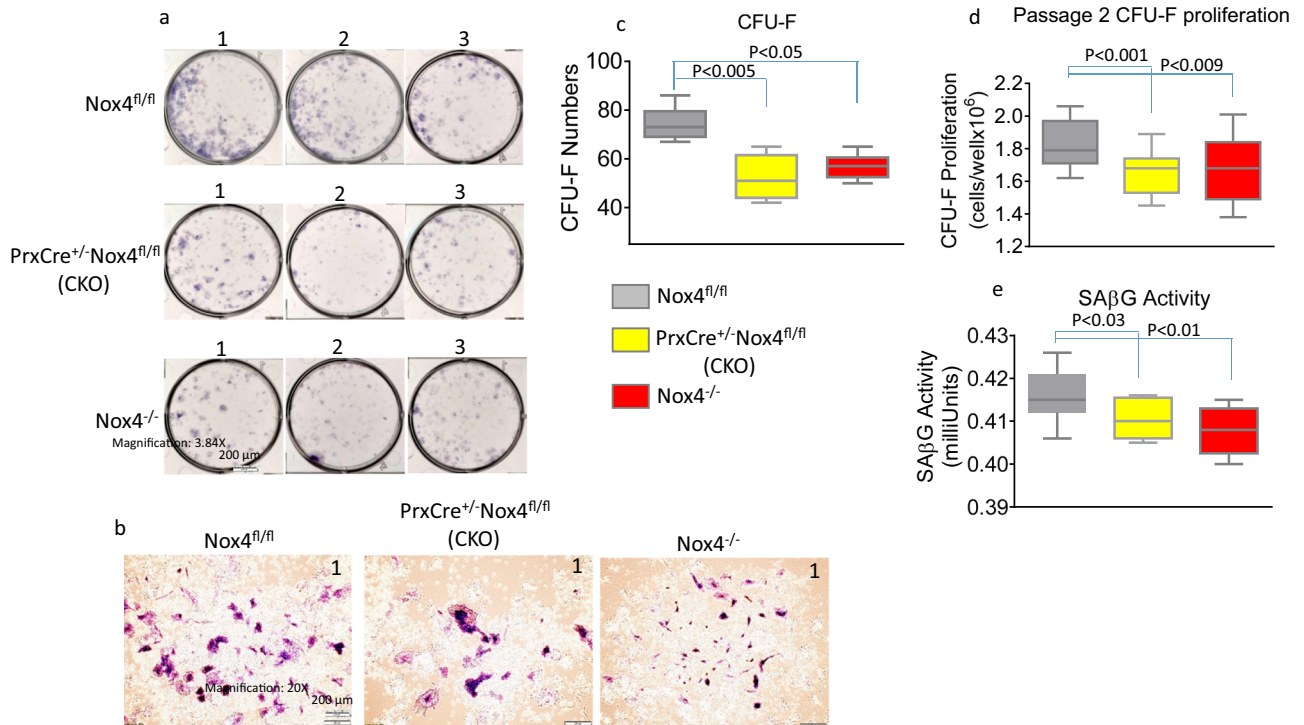 a
1 2 3
Nox4fl/fl
1 2 3
PrxCre+/-Nox4fl/fl
(CKO)
1 2 3
Nox4-/-
Magnification: 3.84X
200 µm
b
Nox4fl/fl
PrxCre+/-Nox4fl/fl
(CKO)
Nox4-/-
1
1
1
Magnification: 20X
200 µm
c
CFU-F
P<0.05
P<0.005
CFU-F Numbers
100
80
60
40
Nox4fl/fl
PrxCre+/-Nox4fl/fl
(CKO)
Nox4-/-
d
Passage 2 CFU-F proliferation
P<0.001
P<0.009
CFU-F Proliferation
(cells/wellx10⁶)
2.2
2.0
1.8
1.6
1.4
1.2
e
SAβG Activity
P<0.03
P<0.01
SAβG Activity
(milliUnits)
0.43
0.42
0.41
0.40
0.39